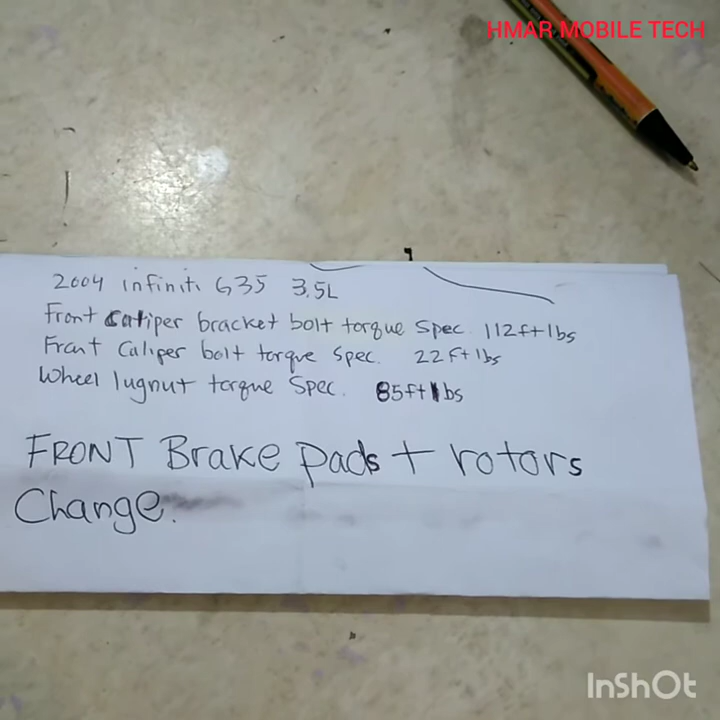 HMAR MOBILE TECH
2004 infiniti G35 3.5L
Front Caliper bracket bolt torque spec. 112ft lbs
Front Caliper bolt torque spec. 22ft lbs
Wheel lugnut torque Spec. 85ft lbs
FRONT Brake pads + rotors
Change.
InShOt